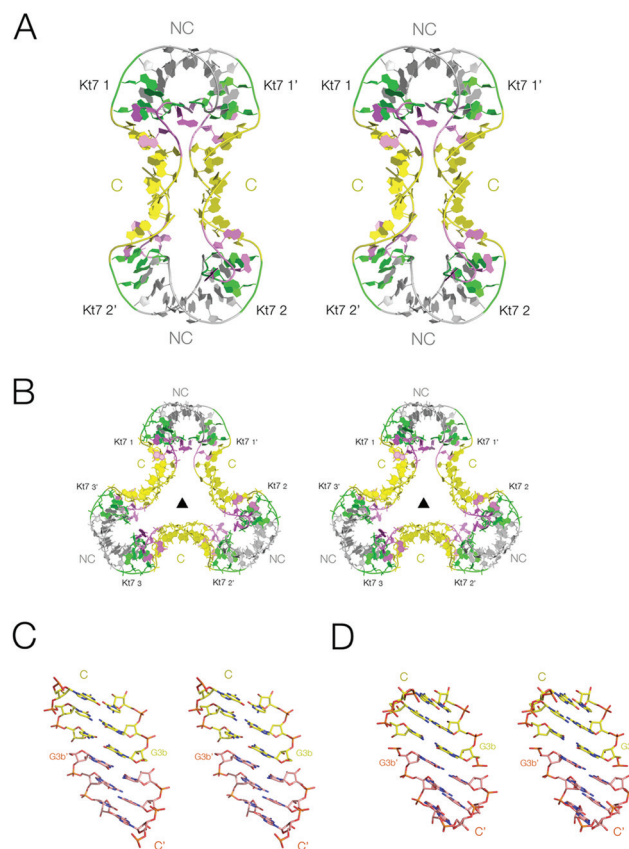 A
NC NC
Kt7 1 Kt7 1' Kt7 1 Kt7 1'
C C C C
Kt7 2' Kt7 2 Kt7 2' Kt7 2
NC NC
B
NC NC
Kt7 1 Kt7 1' Kt7 1 Kt7 1'
C C C C
Kt7 3' Kt7 2 Kt7 3' Kt7 2
NC C NC NC C NC
Kt7 3 Kt7 2' Kt7 3 Kt7 2'
C D
C C C C
G3b' G3b G3b' G3b G3b' G3b G3b' G3b
C' C' C' C'